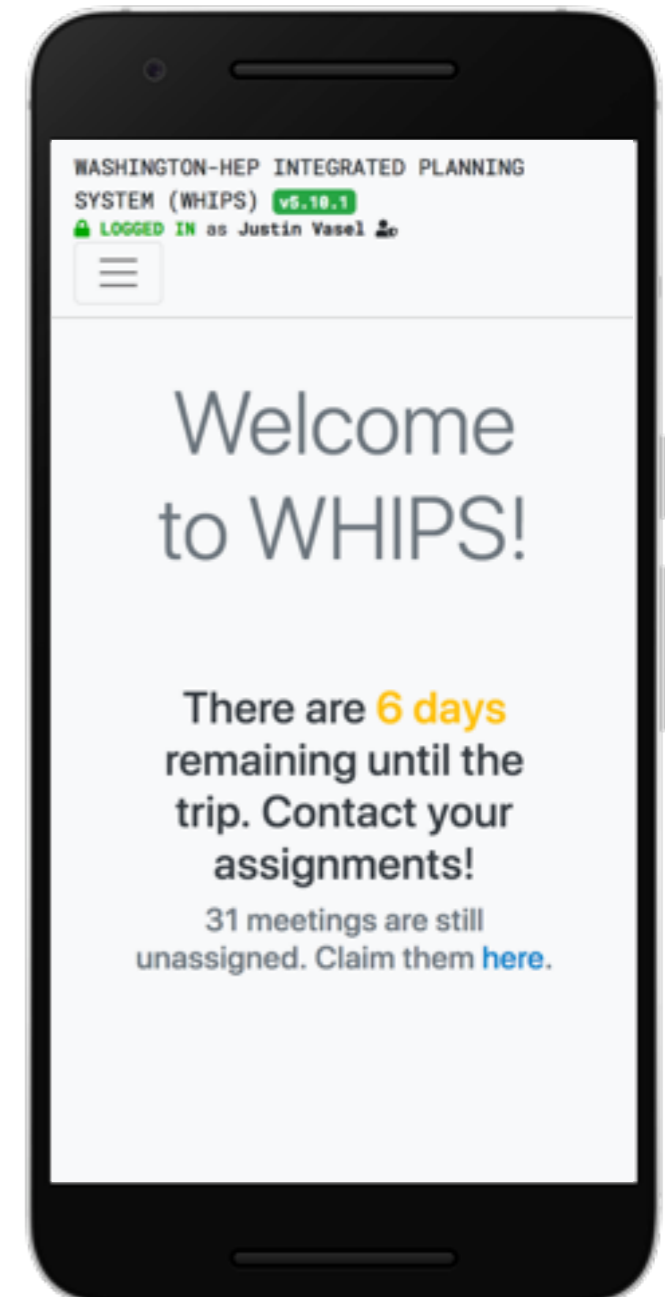 WASHINGTON-HEP INTEGRATED PLANNING
SYSTEM (WHIPS) v5.10.1
LOGGED IN as Justin Vasel
Welcome
to WHIPS!
There are 6 days
remaining until the
trip. Contact your
assignments!
31 meetings are still
unassigned. Claim them here.